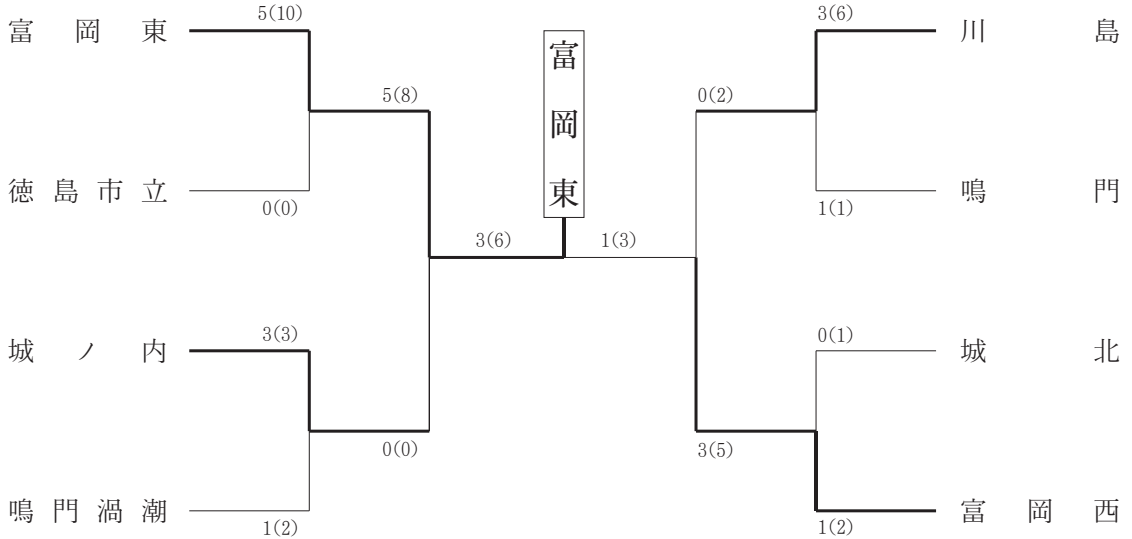 5(10)
3(6)
富岡東
川島
富岡東
5(8)
0(2)
徳島市立
鳴門
0(0)
1(1)
3(6)
1(3)
3(3)
0(1)
城ノ内
城北
0(0)
3(5)
鳴門渦潮
富岡西
1(2)
1(2)